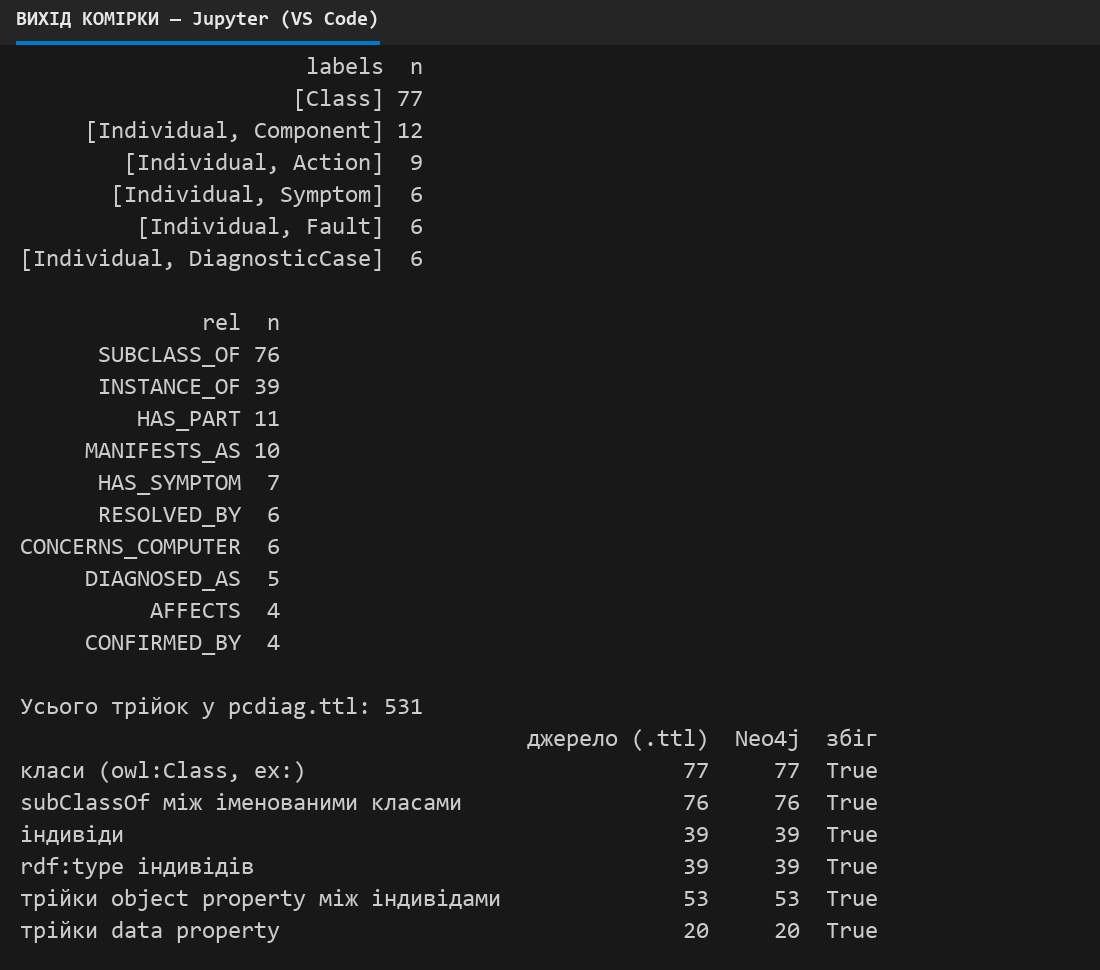 ВИХІД КОМІРКИ — Jupyter (VS Code)
labels n
[Class] 77
[Individual, Component] 12
[Individual, Action] 9
[Individual, Symptom] 6
[Individual, Fault] 6
[Individual, DiagnosticCase] 6
rel n
SUBCLASS_OF 76
INSTANCE_OF 39
HAS_PART 11
MANIFESTS_AS 10
HAS_SYMPTOM 7
RESOLVED_BY 6
CONCERNS_COMPUTER 6
DIAGNOSED_AS 5
AFFECTS 4
CONFIRMED_BY 4
Усього трійок у pcdiag.ttl: 531
джерело (.ttl) Neo4j збіг
класи (owl:Class, ex:) 77 77 True
subClassOf між іменованими класами 76 76 True
індивіди 39 39 True
rdf:type індивідів 39 39 True
трійки object property між індивідами 53 53 True
трійки data property 20 20 True